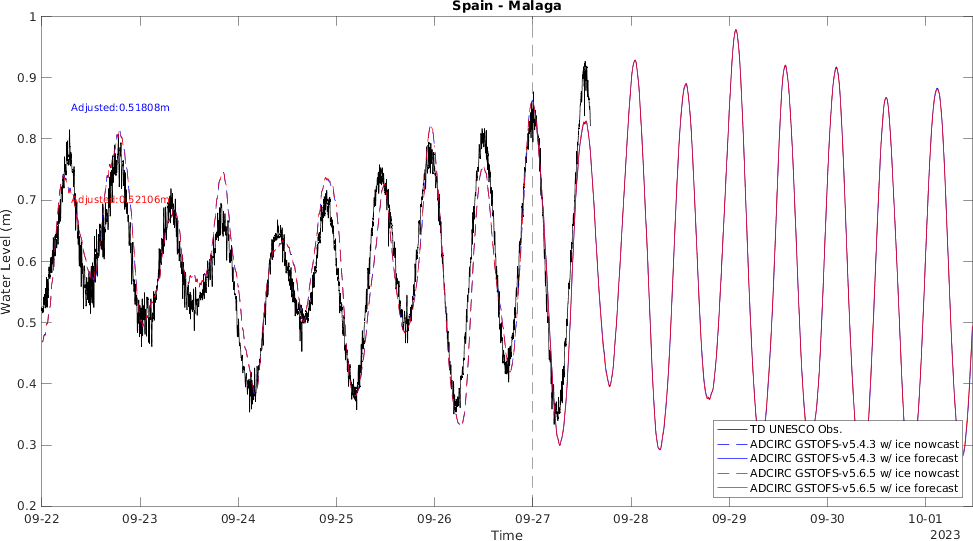 Spain - Malaga
1
0.9
0.8
0.7
0.6
0.5
0.4
0.3
0.2
Water Level (m)
Adjusted:0.51808m
Adjusted:0.52106m
TD UNESCO Obs.
ADCIRC GSTOFS-v5.4.3 w/ ice nowcast
ADCIRC GSTOFS-v5.4.3 w/ ice forecast
ADCIRC GSTOFS-v5.6.5 w/ ice nowcast
ADCIRC GSTOFS-v5.6.5 w/ ice forecast
09-22 09-23 09-24 09-25 09-26 09-27 09-28 09-29 09-30 10-01
Time
2023